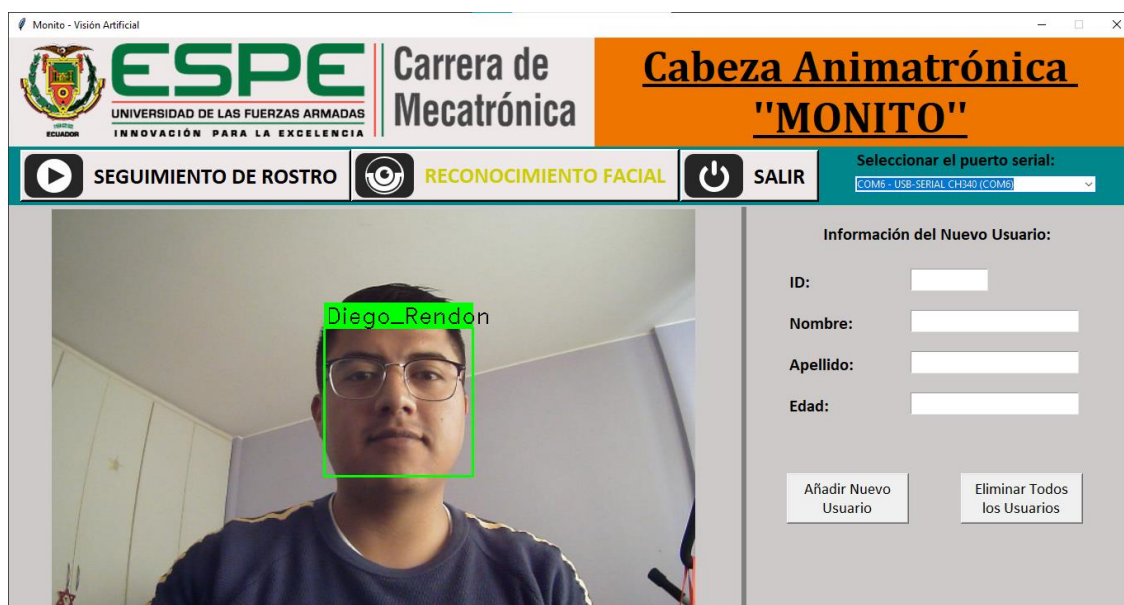 Monito - Visión Artificial
ESPE
UNIVERSIDAD DE LAS FUERZAS ARMADAS
INNOVACIÓN PARA LA EXCELENCIA
ECUADOR
Carrera de
Mecatrónica
Cabeza Animatrónica
''MONITO''
SEGUIMIENTO DE ROSTRO
RECONOCIMIENTO FACIAL
SALIR
Seleccionar el puerto serial:
COM6 - USB-SERIAL CH340 (COM6)
Diego_Rendon
Información del Nuevo Usuario:
ID:
Nombre:
Apellido:
Edad:
Añadir Nuevo
Usuario
Eliminar Todos
los Usuarios